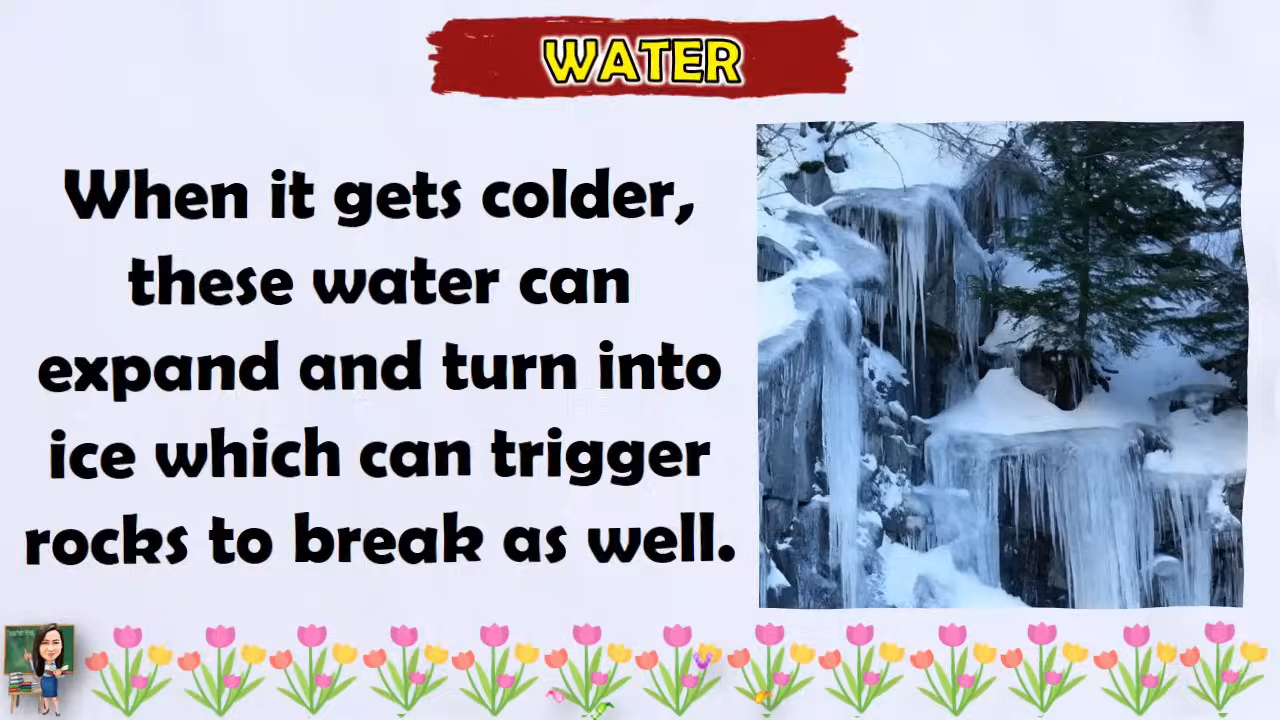 WATER
When it gets colder,
these water can
expand and turn into
ice which can trigger
rocks to break as well.